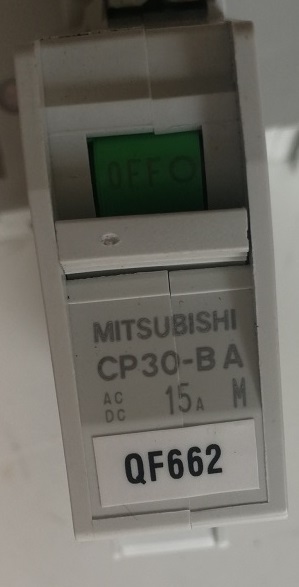 OFF
MITSUBISHI
CP30-BA
AC
DC 15A M
QF662